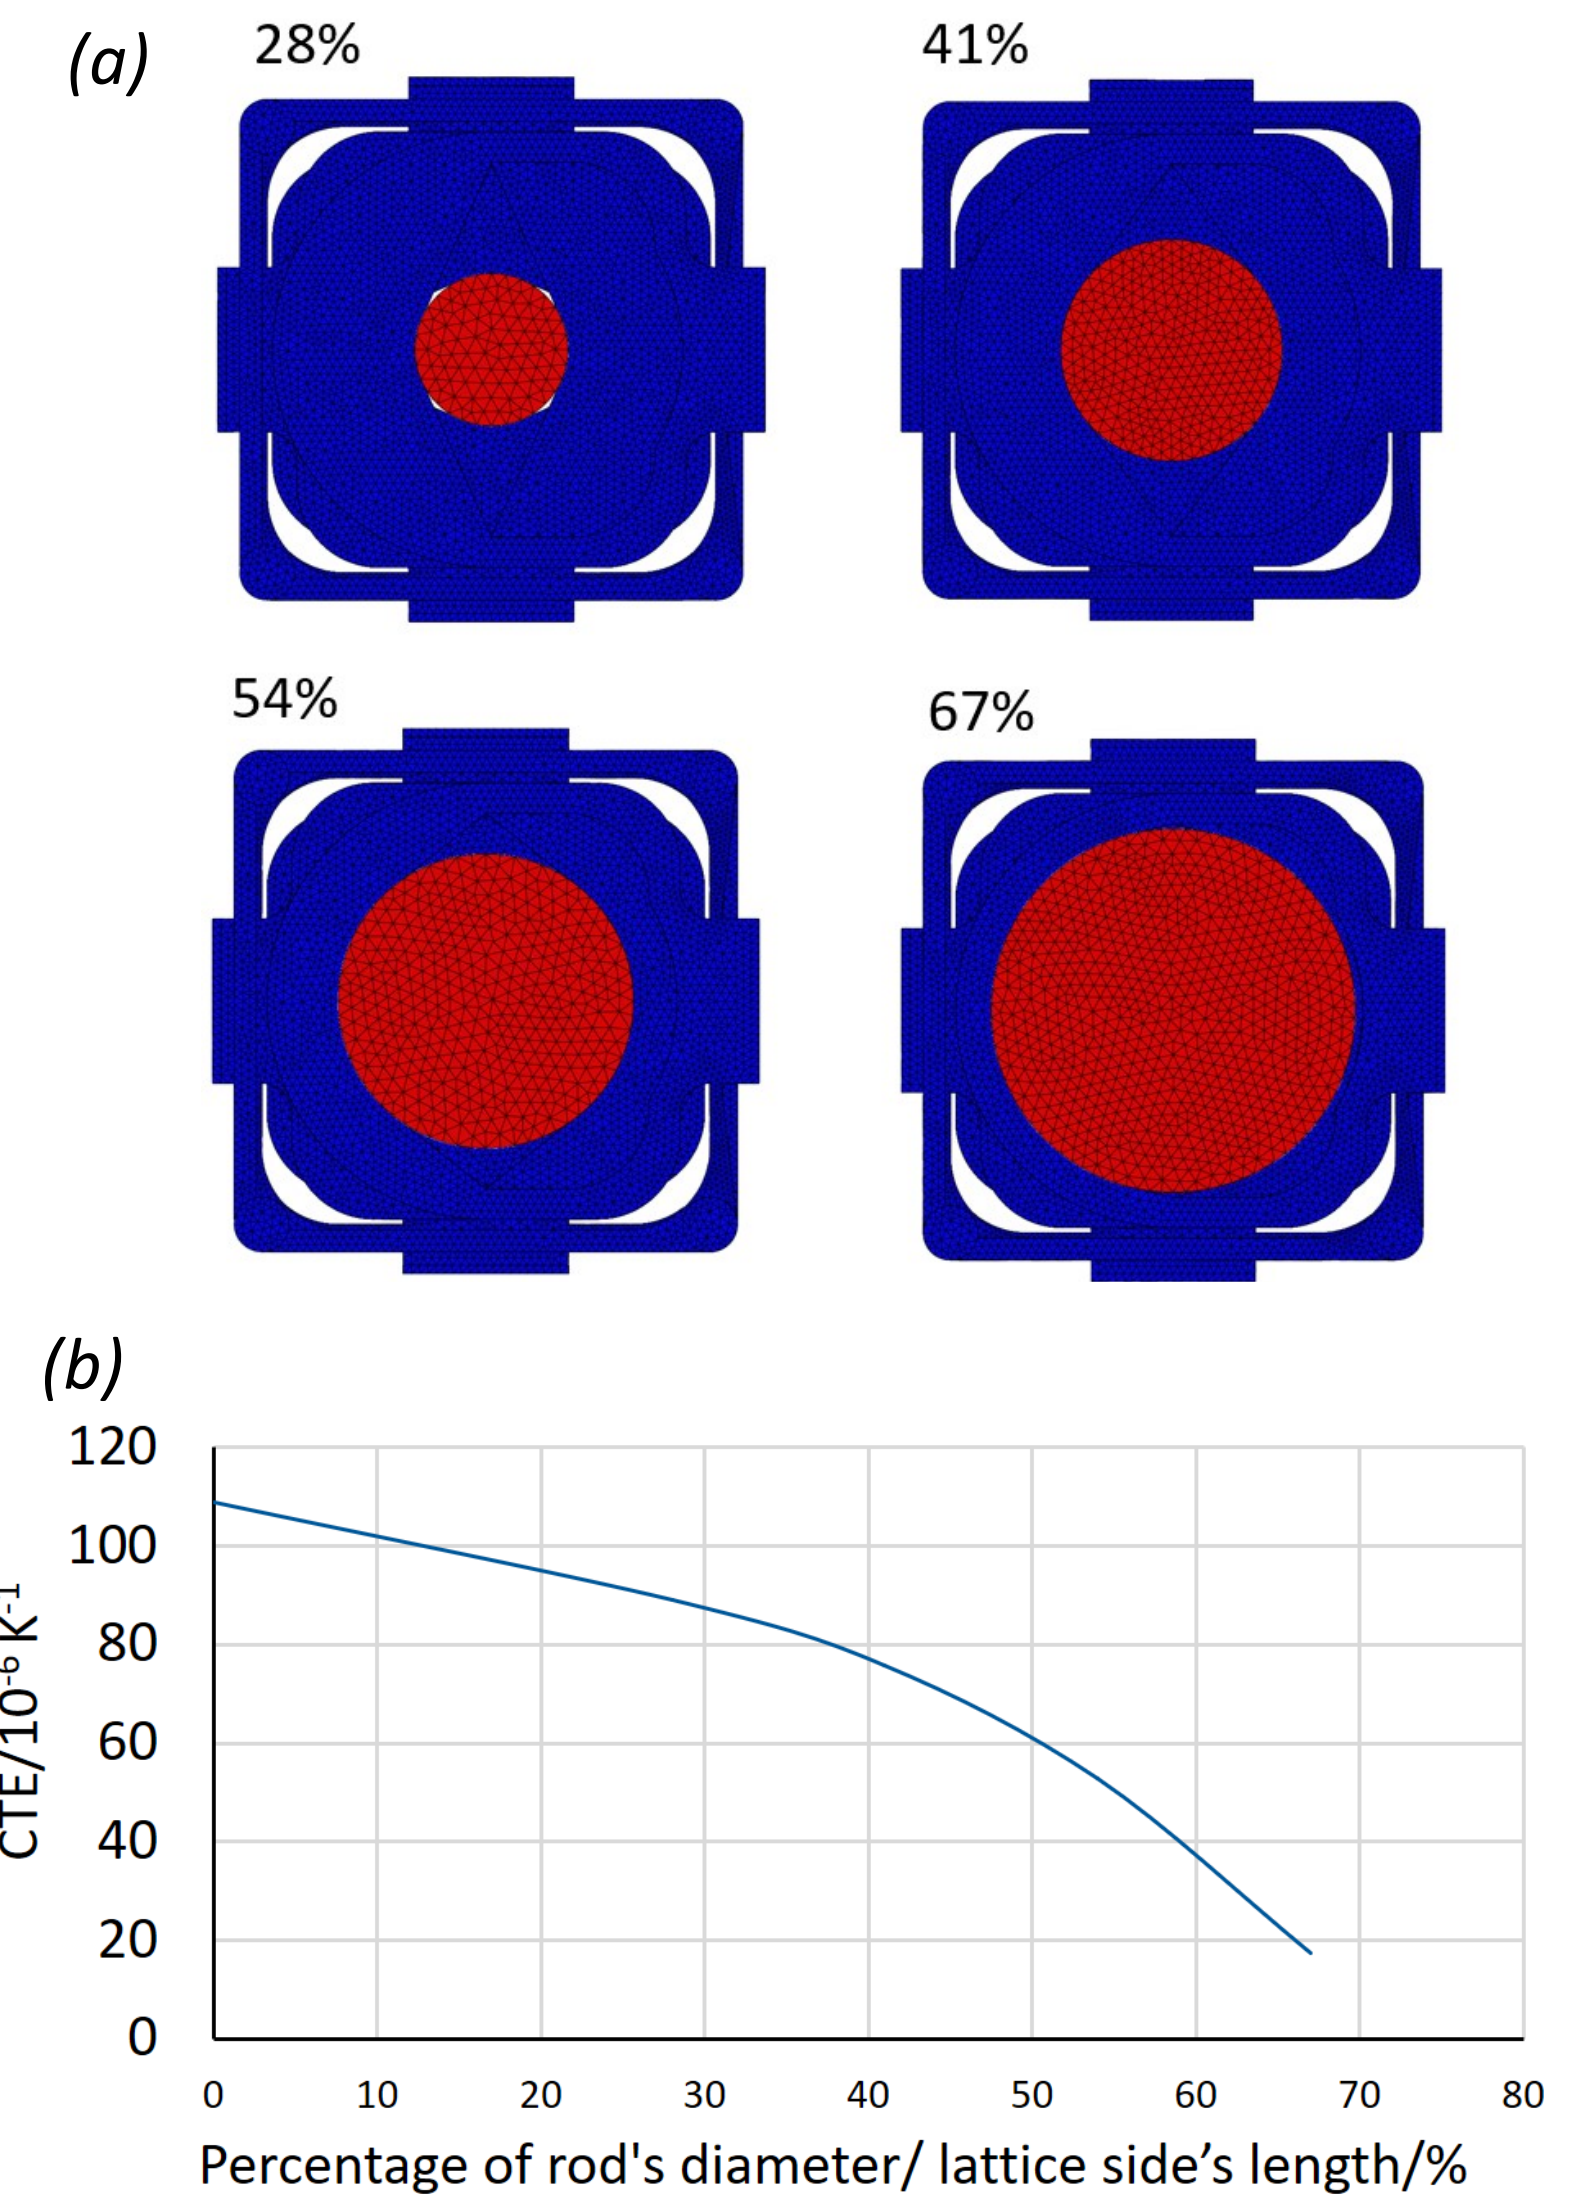 (a)
28%
41%
54%
67%
(b)
120
100
80
60
40
20
0
CTE/10⁻⁶ K⁻¹
0 10 20 30 40 50 60 70 80
Percentage of rod's diameter/ lattice side’s length/%